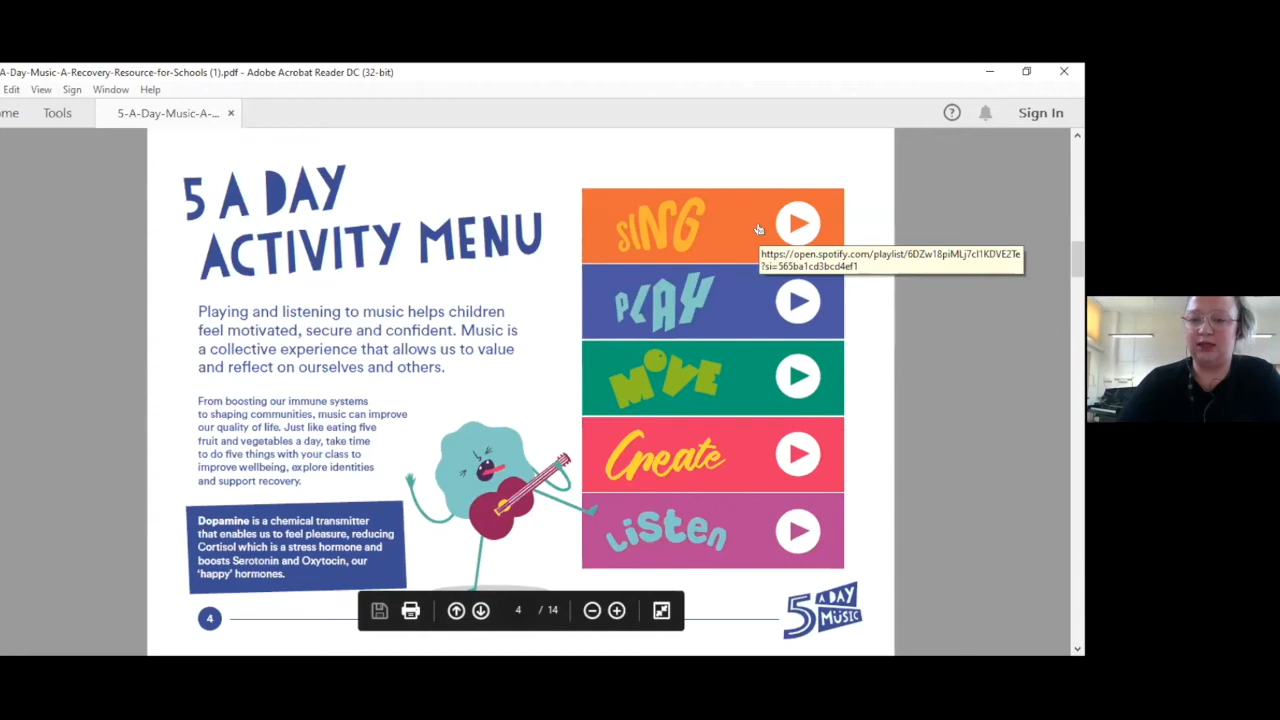 A-Day-Music-A-Recovery-Resource-for-Schools (1).pdf - Adobe Acrobat Reader DC (32-bit)
Edit View Sign Window Help
me Tools 5-A-Day-Music-A-... × Sign In
5 A DAY
ACTIVITY MENU
Playing and listening to music helps children
feel motivated, secure and confident. Music is
a collective experience that allows us to value
and reflect on ourselves and others.
From boosting our immune systems
to shaping communities, music can improve
our quality of life. Just like eating five
fruit and vegetables a day, take time
to do five things with your class to
improve wellbeing, explore identities
and support recovery.
Dopamine is a chemical transmitter
that enables us to feel pleasure, reducing
Cortisol which is a stress hormone and
boosts Serotonin and Oxytocin, our
'happy' hormones.
SING
https://open.spotify.com/playlist/6DZw18piMLj7cI1KDVE2Te
?si=565ba1cd3bcd4ef1
PLAY
MOVE
Create
Listen
4
4 / 14
5 A DAY
MUSIC